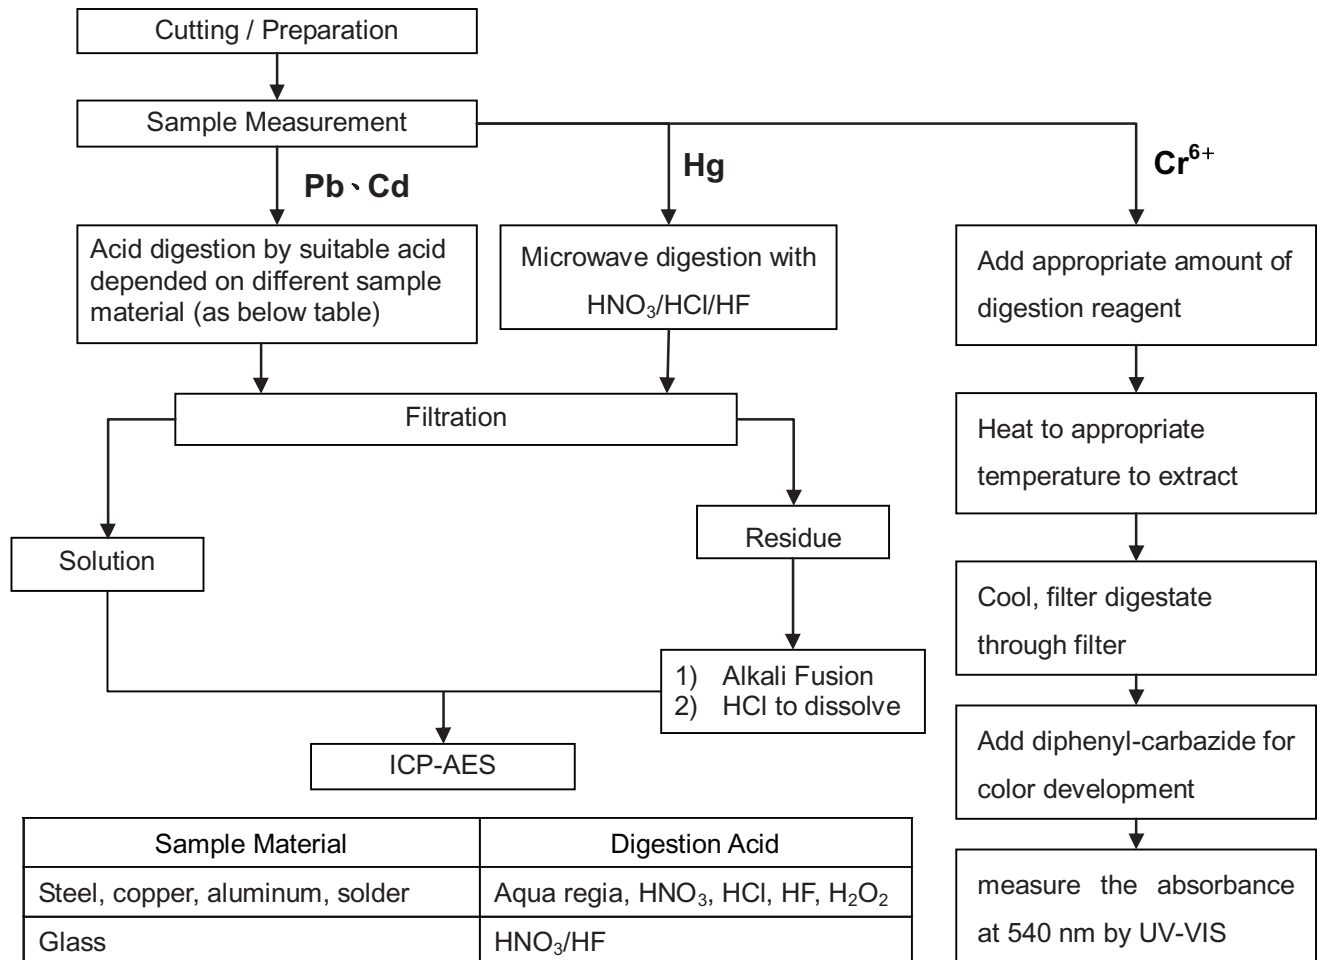 Cutting / Preparation
Sample Measurement
Pb、Cd
Hg
Cr⁶⁺
Acid digestion by suitable acid
depended on different sample
material (as below table)
Microwave digestion with
HNO₃/HCl/HF
Add appropriate amount of
digestion reagent
Filtration
Heat to appropriate
temperature to extract
Solution
Residue
Cool, filter digestate
through filter
1) Alkali Fusion
2) HCl to dissolve
ICP-AES
Add diphenyl-carbazide for
color development
measure the absorbance
at 540 nm by UV-VIS
Sample Material Digestion Acid
Steel, copper, aluminum, solder Aqua regia, HNO₃, HCl, HF, H₂O₂
Glass HNO₃/HF